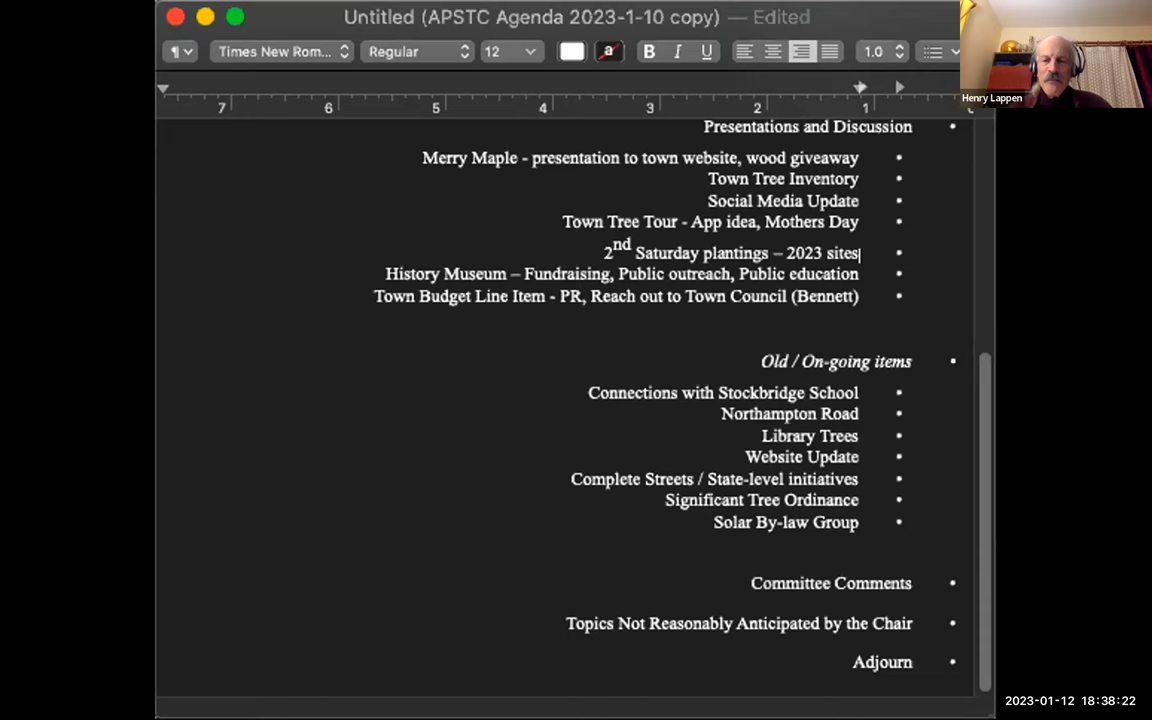 Untitled (APSTC Agenda 2023-1-10 copy) — Edited
¶ Times New Rom... Regular 12 a B I U 1.0
7 6 5 4 3 2 1
Henry Lappen
Presentations and Discussion •
Merry Maple - presentation to town website, wood giveaway •
Town Tree Inventory •
Social Media Update •
Town Tree Tour - App idea, Mothers Day •
2nd Saturday plantings – 2023 sites •
History Museum – Fundraising, Public outreach, Public education •
Town Budget Line Item - PR, Reach out to Town Council (Bennett) •
Old / On-going items •
Connections with Stockbridge School •
Northampton Road •
Library Trees •
Website Update •
Complete Streets / State-level initiatives •
Significant Tree Ordinance •
Solar By-law Group •
Committee Comments •
Topics Not Reasonably Anticipated by the Chair •
Adjourn •
2023-01-12 18:38:22